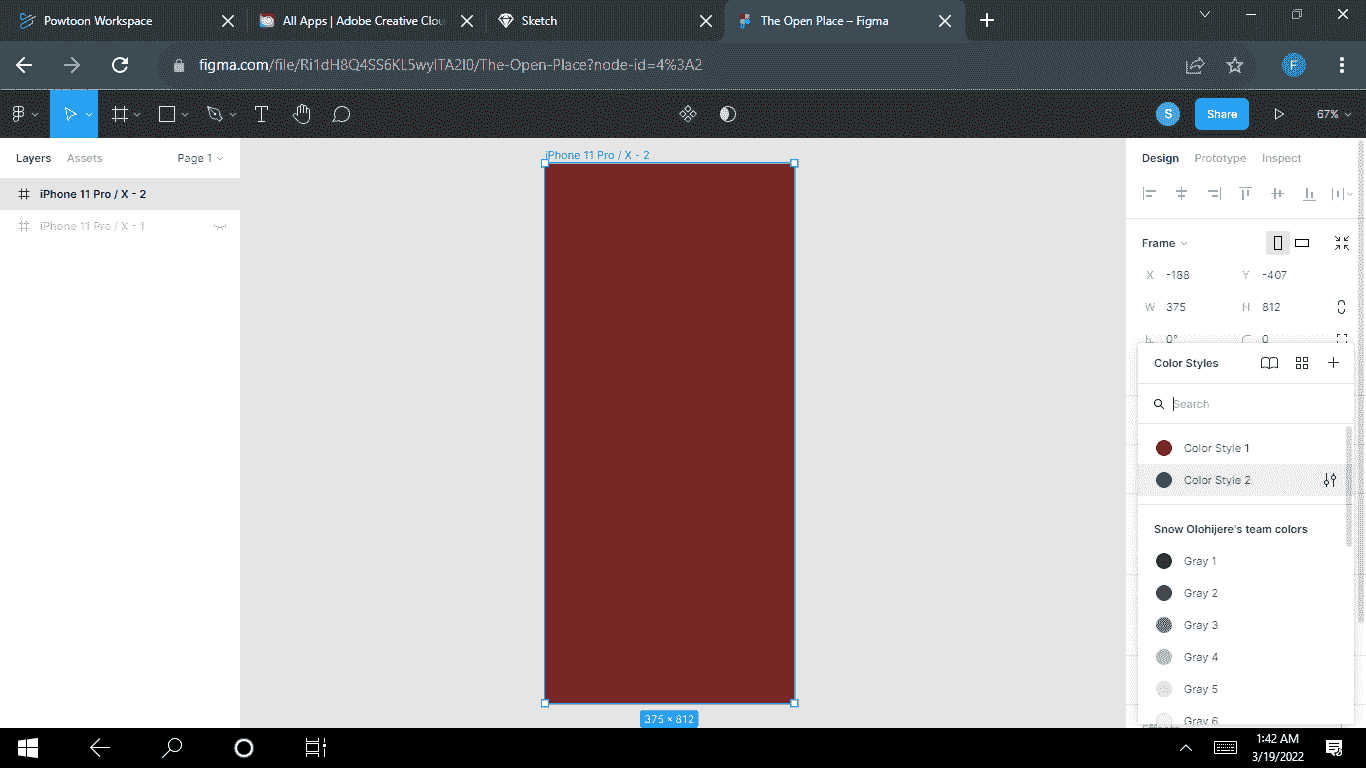 Powtoon Workspace
All Apps | Adobe Creative Clou
Sketch
The Open Place – Figma
figma.com/file/Ri1dH8Q4SS6KL5wyITA2I0/The-Open-Place?node-id=4%3A2
F
T
S
Share
67%
Layers
Assets
Page 1
iPhone 11 Pro / X - 2
iPhone 11 Pro / X - 1
iPhone 11 Pro / X - 2
375 × 812
Design
Prototype
Inspect
Frame
X -188
Y -407
W 375
H 812
0°
0
Color Styles
Search
Color Style 1
Color Style 2
Snow Olohijere's team colors
Gray 1
Gray 2
Gray 3
Gray 4
Gray 5
Gray 6
1:42 AM
3/19/2022